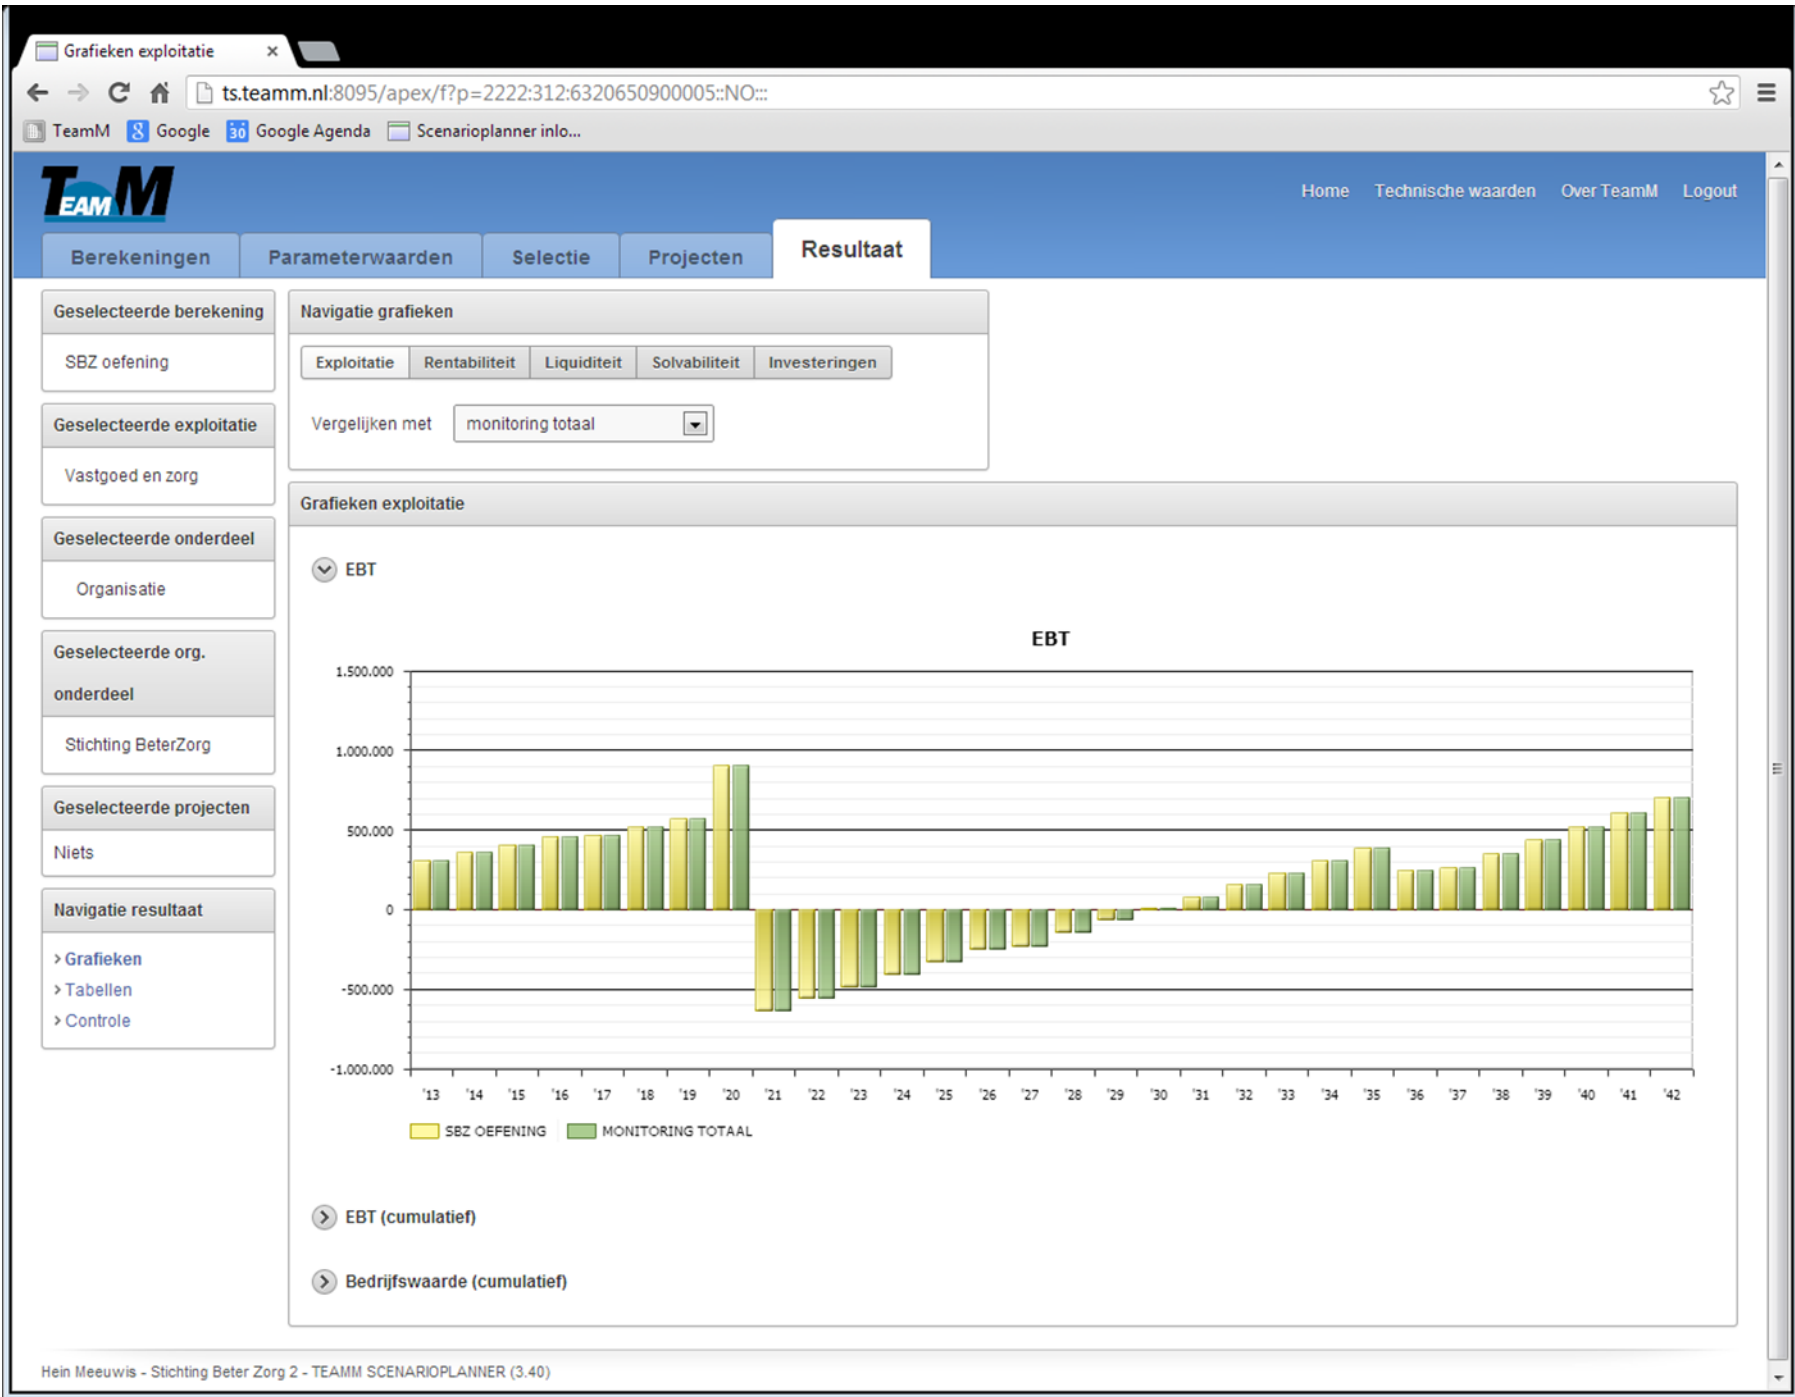 Grafieken exploitatie
ts.teamm.nl:8095/apex/f?p=2222:312:6320650900005::NO:::
TeamM Google Google Agenda Scenarioplanner inlo...
TEAM M
Home Technische waarden Over TeamM Logout
Berekeningen Parameterwaarden Selectie Projecten Resultaat
Geselecteerde berekening
SBZ oefening
Geselecteerde exploitatie
Vastgoed en zorg
Geselecteerde onderdeel
Organisatie
Geselecteerde org.
onderdeel
Stichting BeterZorg
Geselecteerde projecten
Niets
Navigatie resultaat
Grafieken
Tabellen
Controle
Navigatie grafieken
Exploitatie Rentabiliteit Liquiditeit Solvabiliteit Investeringen
Vergelijken met monitoring totaal
Grafieken exploitatie
EBT
EBT
1.500.000
1.000.000
500.000
0
-500.000
-1.000.000
'13 '14 '15 '16 '17 '18 '19 '20 '21 '22 '23 '24 '25 '26 '27 '28 '29 '30 '31 '32 '33 '34 '35 '36 '37 '38 '39 '40 '41 '42
SBZ OEFENING MONITORING TOTAAL
EBT (cumulatief)
Bedrijfswaarde (cumulatief)
Hein Meeuwis - Stichting Beter Zorg 2 - TEAMM SCENARIOPLANNER (3.40)